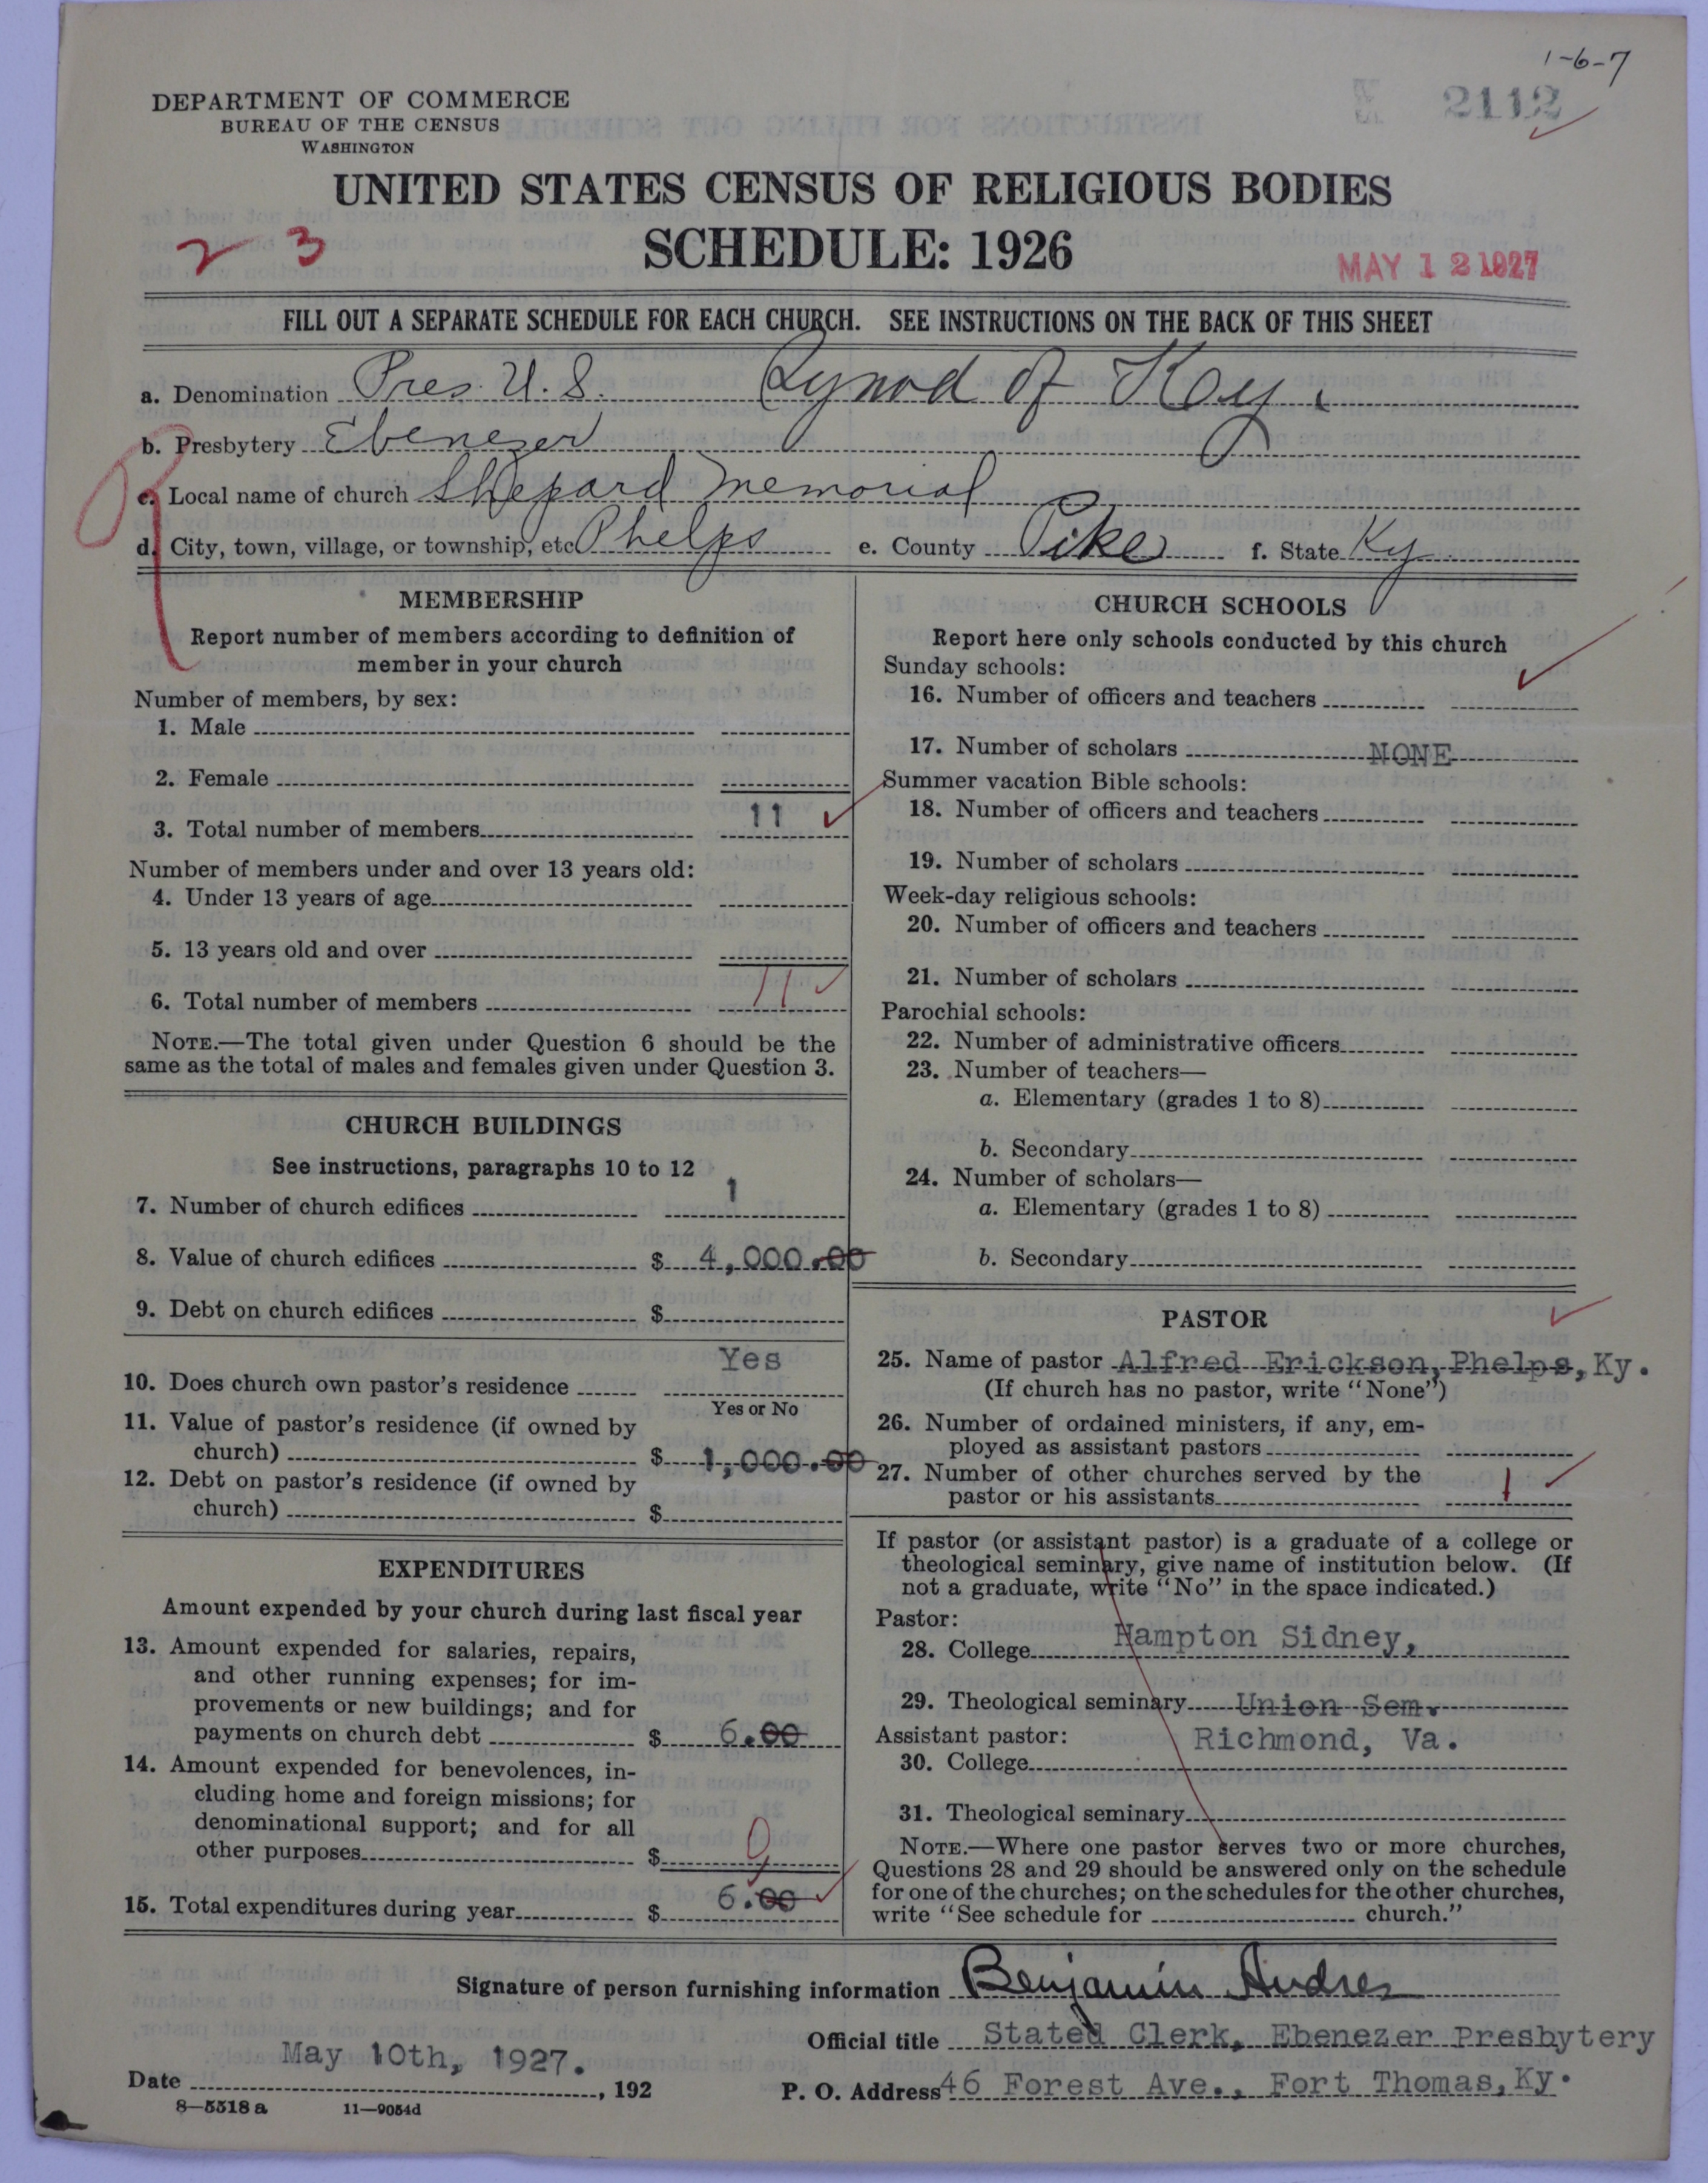 1-6-7
2112
DEPARTMENT OF COMMERCE
BUREAU OF THE CENSUS
WASHINGTON
UNITED STATES CENSUS OF RELIGIOUS BODIES
SCHEDULE: 1926
2 3
MAY 12 1927
FILL OUT A SEPARATE SCHEDULE FOR EACH CHURCH. SEE INSTRUCTIONS ON THE BACK OF THIS SHEET
a. Denomination Pres. U.S. Synod of Ky.
b. Presbytery Ebenezer
c. Local name of church Shepard Memorial
d. City, town, village, or township, etc Phelps e. County Pike f. State Ky.
MEMBERSHIP
Report number of members according to definition of
member in your church
Number of members, by sex:
1. Male
2. Female
3. Total number of members 11
Number of members under and over 13 years old:
4. Under 13 years of age
5. 13 years old and over
6. Total number of members 11
NOTE.—The total given under Question 6 should be the
same as the total of males and females given under Question 3.
CHURCH BUILDINGS
See instructions, paragraphs 10 to 12
7. Number of church edifices 1
8. Value of church edifices $ 4,000.00
9. Debt on church edifices $
10. Does church own pastor's residence Yes
Yes or No
11. Value of pastor's residence (if owned by
church) $ 1,000.00
12. Debt on pastor's residence (if owned by
church) $
EXPENDITURES
Amount expended by your church during last fiscal year
13. Amount expended for salaries, repairs,
and other running expenses; for im-
provements or new buildings; and for
payments on church debt $ 6.00
14. Amount expended for benevolences, in-
cluding home and foreign missions; for
denominational support; and for all
other purposes $ 0
15. Total expenditures during year $ 6.00
CHURCH SCHOOLS
Report here only schools conducted by this church
Sunday schools:
16. Number of officers and teachers
17. Number of scholars NONE
Summer vacation Bible schools:
18. Number of officers and teachers
19. Number of scholars
Week-day religious schools:
20. Number of officers and teachers
21. Number of scholars
Parochial schools:
22. Number of administrative officers
23. Number of teachers—
a. Elementary (grades 1 to 8)
b. Secondary
24. Number of scholars—
a. Elementary (grades 1 to 8)
b. Secondary
PASTOR
25. Name of pastor Alfred Erickson, Phelps, Ky.
(If church has no pastor, write "None")
26. Number of ordained ministers, if any, em-
ployed as assistant pastors
27. Number of other churches served by the
pastor or his assistants 1
If pastor (or assistant pastor) is a graduate of a college or
theological seminary, give name of institution below. (If
not a graduate, write "No" in the space indicated.)
Pastor:
28. College Hampton Sidney,
29. Theological seminary Union Sem.
Assistant pastor: Richmond, Va.
30. College
31. Theological seminary
NOTE.—Where one pastor serves two or more churches,
Questions 28 and 29 should be answered only on the schedule
for one of the churches; on the schedules for the other churches,
write "See schedule for church."
Signature of person furnishing information Benjamin Andres
Official title Stated Clerk, Ebenezer Presbytery
Date May 10th, 1927. , 192
P. O. Address 46 Forest Ave., Fort Thomas, Ky.
8—5518 a 11—9054d